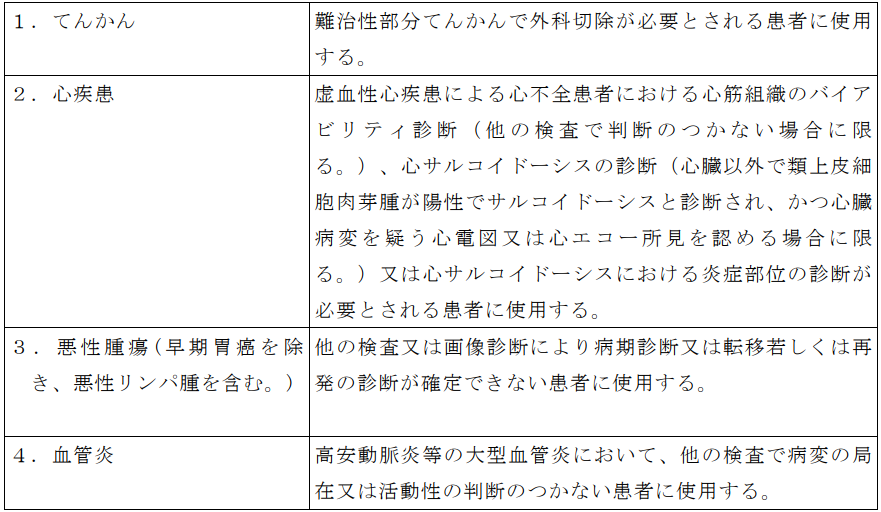 １．てんかん
難治性部分てんかんで外科切除が必要とされる患者に使用
する。
２．心疾患
虚血性心疾患による心不全患者における心筋組織のバイア
ビリティ診断（他の検査で判断のつかない場合に限
る。）、心サルコイドーシスの診断（心臓以外で類上皮細
胞肉芽腫が陽性でサルコイドーシスと診断され、かつ心臓
病変を疑う心電図又は心エコー所見を認める場合に限
る。）又は心サルコイドーシスにおける炎症部位の診断が
必要とされる患者に使用する。
３．悪性腫瘍（早期胃癌を除
き、悪性リンパ腫を含む。）
他の検査又は画像診断により病期診断又は転移若しくは再
発の診断が確定できない患者に使用する。
４．血管炎
高安動脈炎等の大型血管炎において、他の検査で病変の局
在又は活動性の判断のつかない患者に使用する。